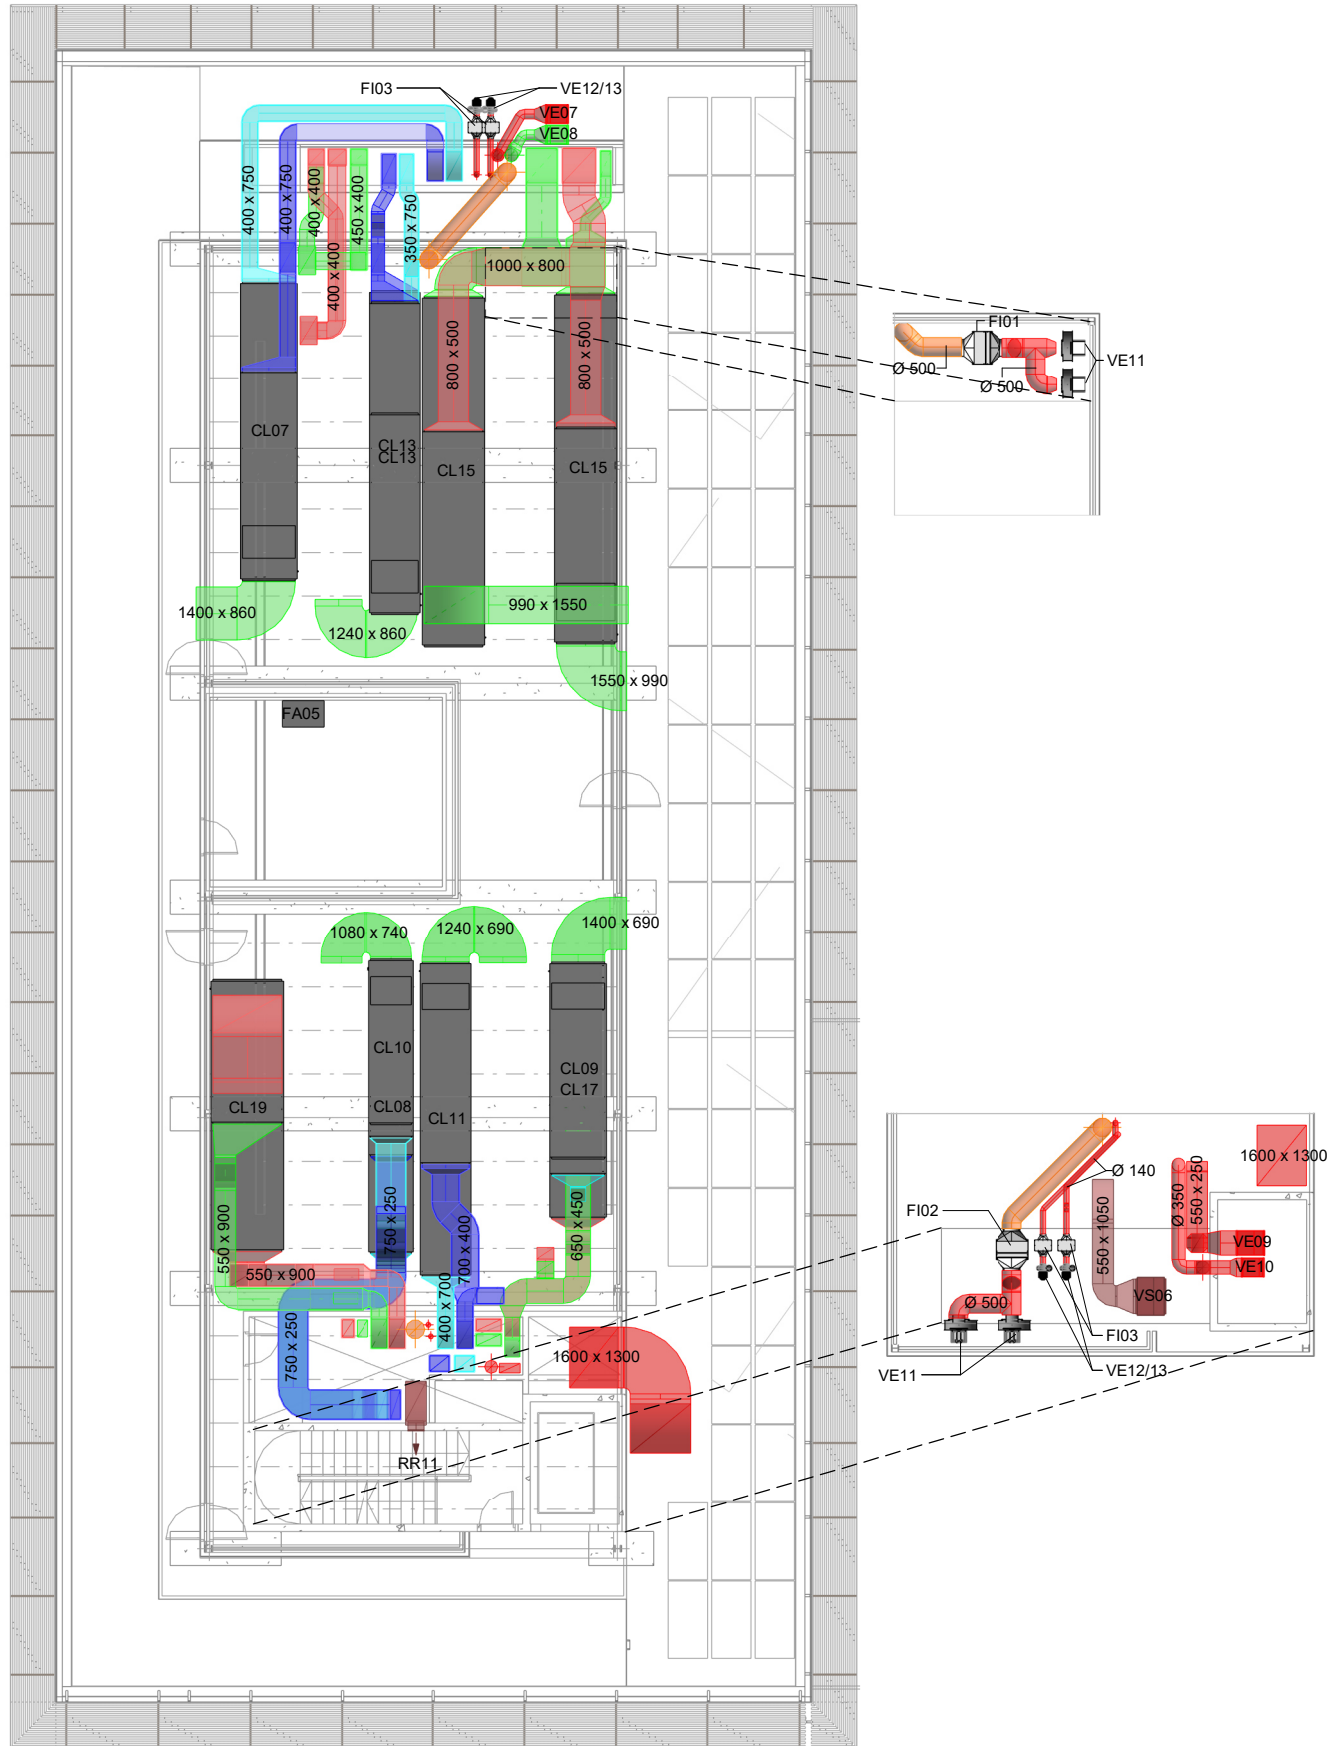 FI03
VE12/13
VE07
VE08
400 x 750
400 x 750
400 x 400
400 x 400
450 x 400
350 x 750
1000 x 800
800 x 500
800 x 500
FI01
Ø 500
Ø 500
VE11
CL07
CL13
CL13
CL15
CL15
1400 x 860
1240 x 860
990 x 1550
1550 x 990
FA05
1080 x 740
1240 x 690
1400 x 690
CL10
CL09
CL17
CL19
CL08
CL11
550 x 900
550 x 900
750 x 250
700 x 400
650 x 450
400 x 700
750 x 250
1600 x 1300
RR11
Ø 140
1600 x 1300
FI02
550 x 1050
Ø 350
550 x 250
VE09
VE10
VS06
Ø 500
FI03
VE11
VE12/13